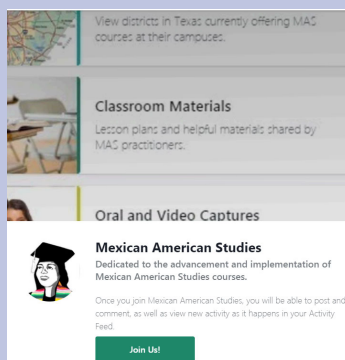 View districts in Texas currently offering MAS
courses at their campuses.
Classroom Materials
Lesson plans and helpful materials shared by
MAS practitioners.
Oral and Video Captures
Mexican American Studies
Dedicated to the advancement and implementation of
Mexican American Studies courses.
Once you join Mexican American Studies, you will be able to post and
comment, as well as view new activity as it happens in your Activity
Feed.
Join Us!